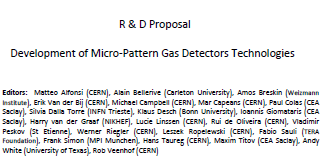 R & D Proposal
Development of Micro-Pattern Gas Detectors Technologies
Editors: Matteo Alfonsi (CERN), Alain Bellerive (Carleton University), Amos Breskin (Weizmann
Institute), Erik Van der Bij (CERN), Michael Campbell (CERN), Mar Capeans (CERN), Paul Colas (CEA
Saclay), Silvia Dalla Torre (INFN Trieste), Klaus Desch (Bonn University), Ioannis Giomataris (CEA
Saclay), Harry van der Graaf (NIKHEF), Lucie Linssen (CERN), Rui de Oliveira (CERN), Vladimir
Peskov (St Etienne), Werner Riegler (CERN), Leszek Ropelewski (CERN), Fabio Sauli (TERA
Foundation), Frank Simon (MPI Munchen), Hans Taureg (CERN), Maxim Titov (CEA Saclay), Andy
White (University of Texas), Rob Veenhof (CERN)